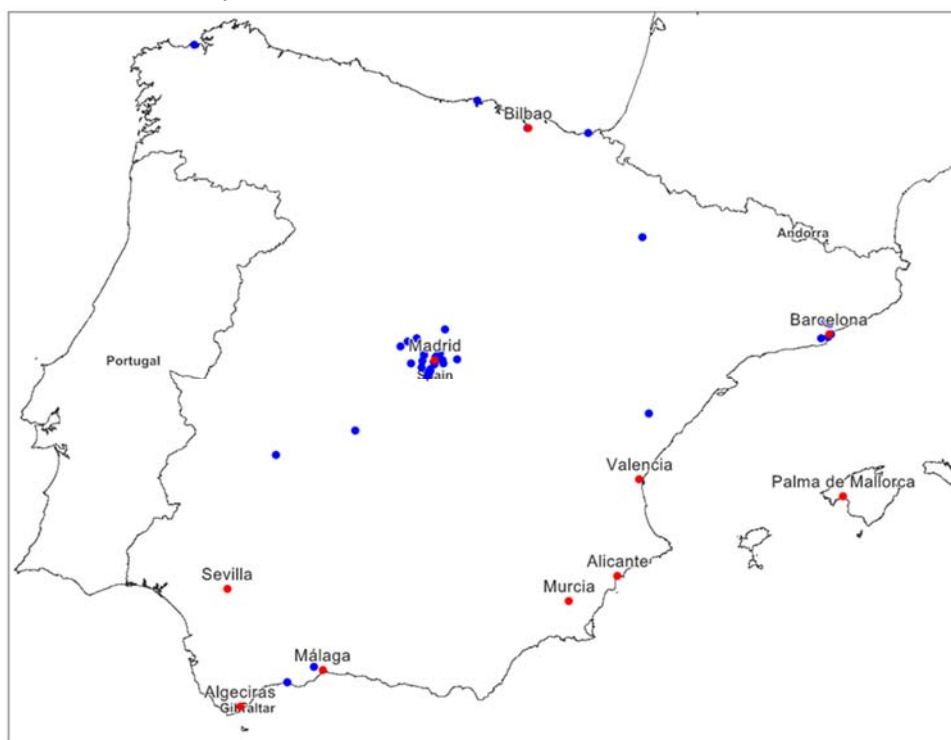 Bilbao
Andorra
Barcelona
Madrid
Portugal
Spain
Valencia
Palma de Mallorca
Alicante
Sevilla
Murcia
Málaga
Algeciras
Gibraltar